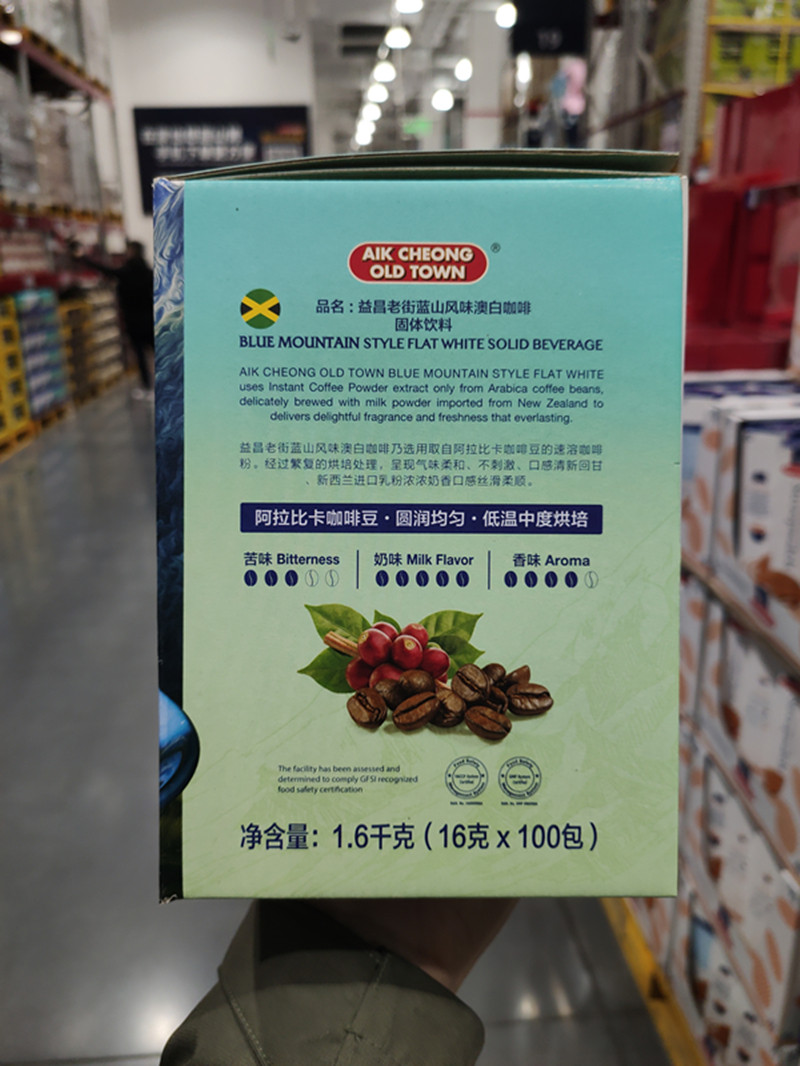 AIK CHEONG
OLD TOWN
®
品名：益昌老街蓝山风味澳白咖啡
固体饮料
BLUE MOUNTAIN STYLE FLAT WHITE SOLID BEVERAGE
AIK CHEONG OLD TOWN BLUE MOUNTAIN STYLE FLAT WHITE
uses Instant Coffee Powder extract only from Arabica coffee beans,
delicately brewed with milk powder imported from New Zealand to
delivers delightful fragrance and freshness that everlasting.
益昌老街蓝山风味澳白咖啡乃选用取自阿拉比卡咖啡豆的速溶咖啡
粉。经过繁复的烘培处理，呈现气味柔和、不刺激、口感清新回甘
、新西兰进口乳粉浓浓奶香口感丝滑柔顺。
阿拉比卡咖啡豆·圆润均匀·低温中度烘培
苦味 Bitterness
奶味 Milk Flavor
香味 Aroma
The facility has been assessed and
determined to comply GFSI recognized
food safety certification
净含量：1.6千克（16克 x 100包）